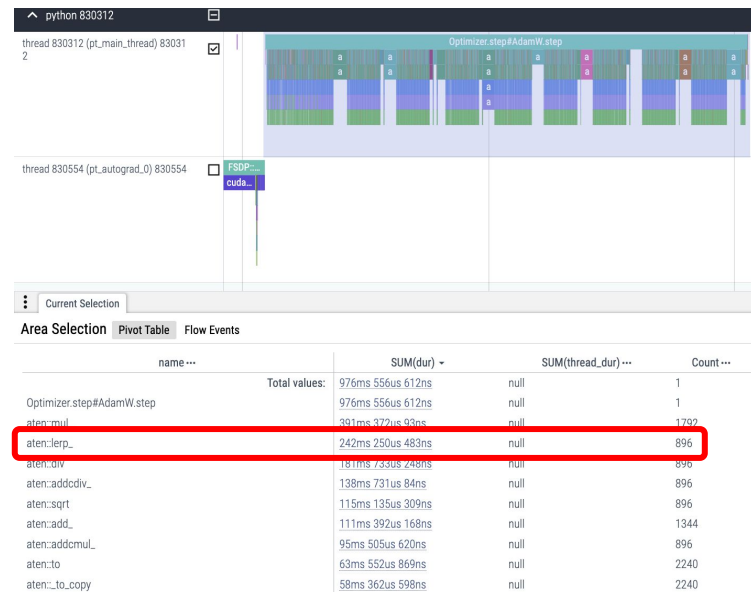 python 830312
thread 830312 (pt_main_thread) 83031
2
Optimizer.step#AdamW.step
a a a a a a a
a a a a a a
a
a
thread 830554 (pt_autograd_0) 830554
FSDP::...
cuda...
Current Selection
Area Selection Pivot Table Flow Events
name SUM(dur) SUM(thread_dur) Count
Total values: 976ms 556us 612ns null 1
Optimizer.step#AdamW.step 976ms 556us 612ns null 1
aten::mul 391ms 372us 93ns null 1792
aten::lerp_ 242ms 250us 483ns null 896
aten::div 181ms 733us 248ns null 896
aten::addcdiv_ 138ms 731us 84ns null 896
aten::sqrt 115ms 135us 309ns null 896
aten::add_ 111ms 392us 168ns null 1344
aten::addcmul_ 95ms 505us 620ns null 896
aten::to 63ms 552us 869ns null 2240
aten::_to_copy 58ms 362us 598ns null 2240